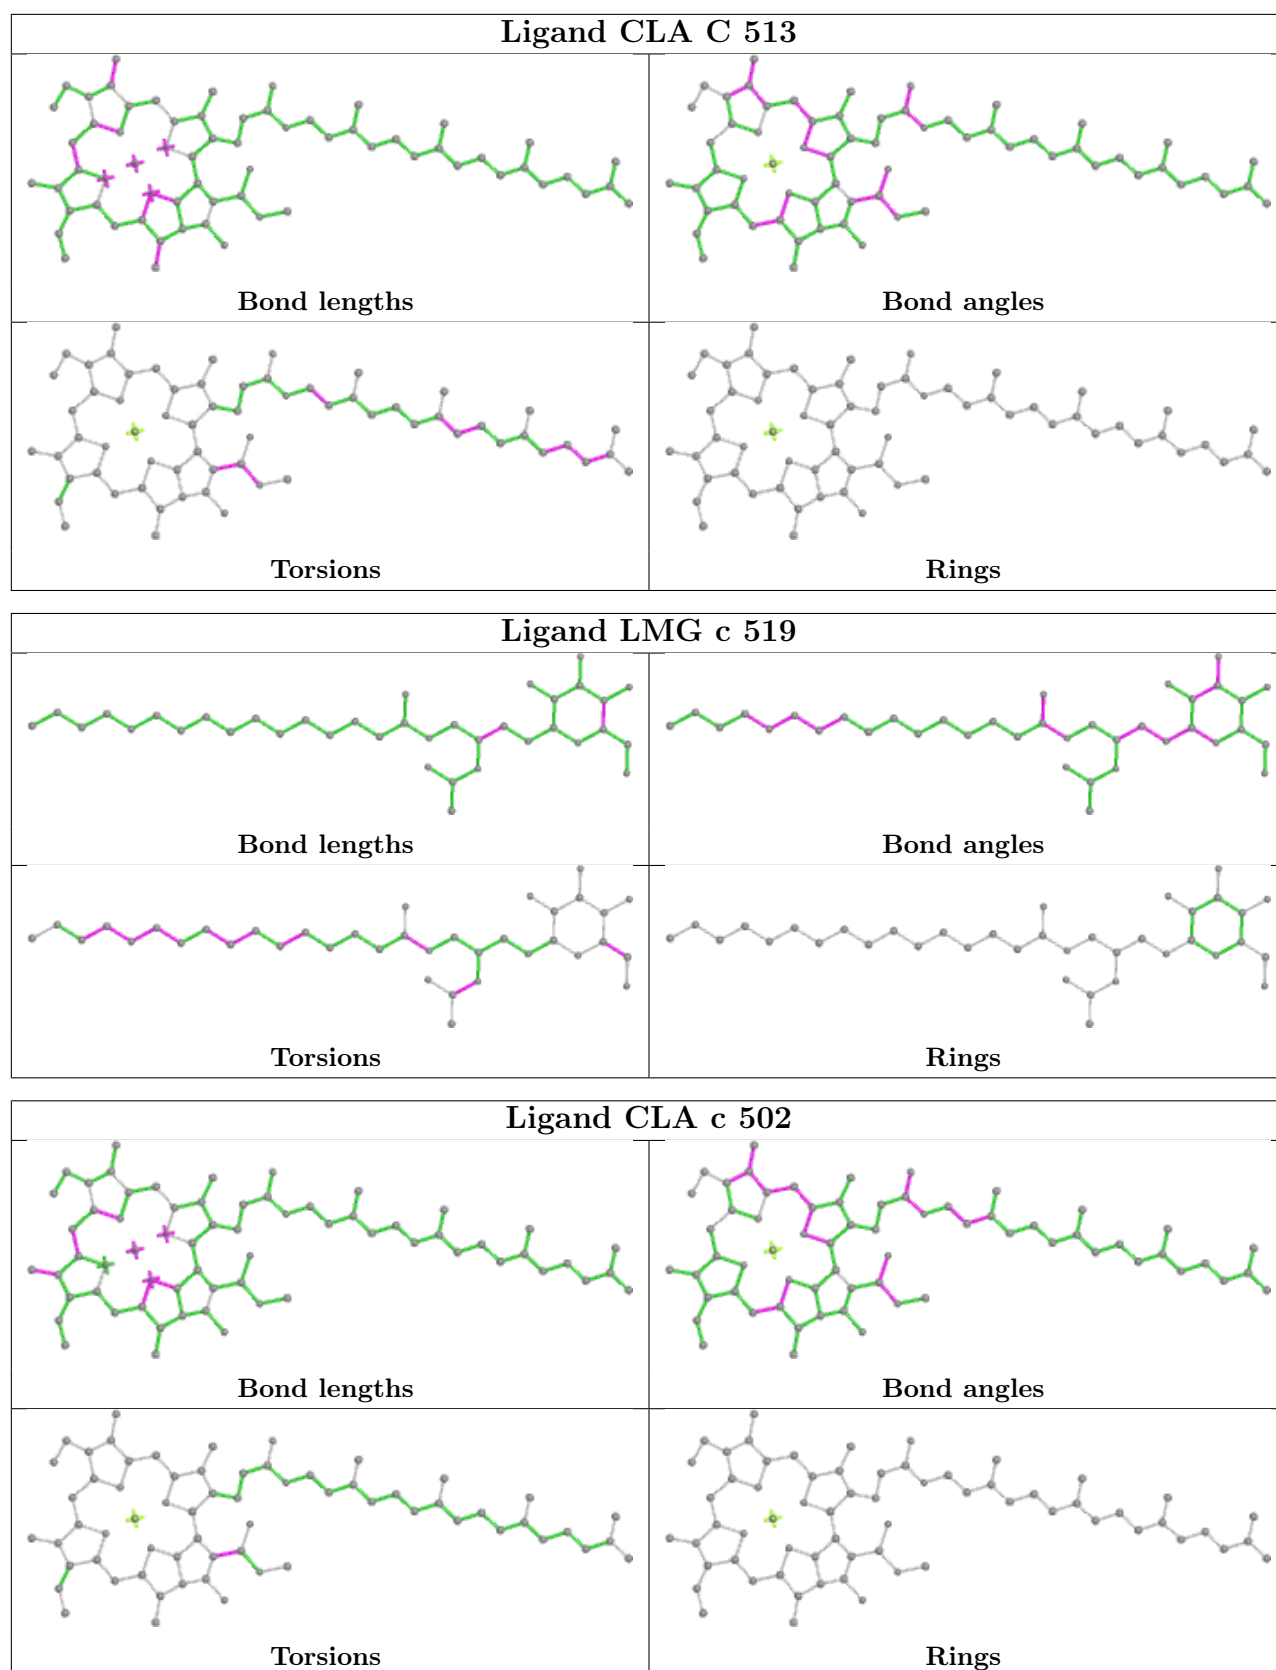 Ligand CLA C 513
Bond lengths
Bond angles
Torsions
Rings
Ligand LMG c 519
Bond lengths
Bond angles
Torsions
Rings
Ligand CLA c 502
Bond lengths
Bond angles
Torsions
Rings